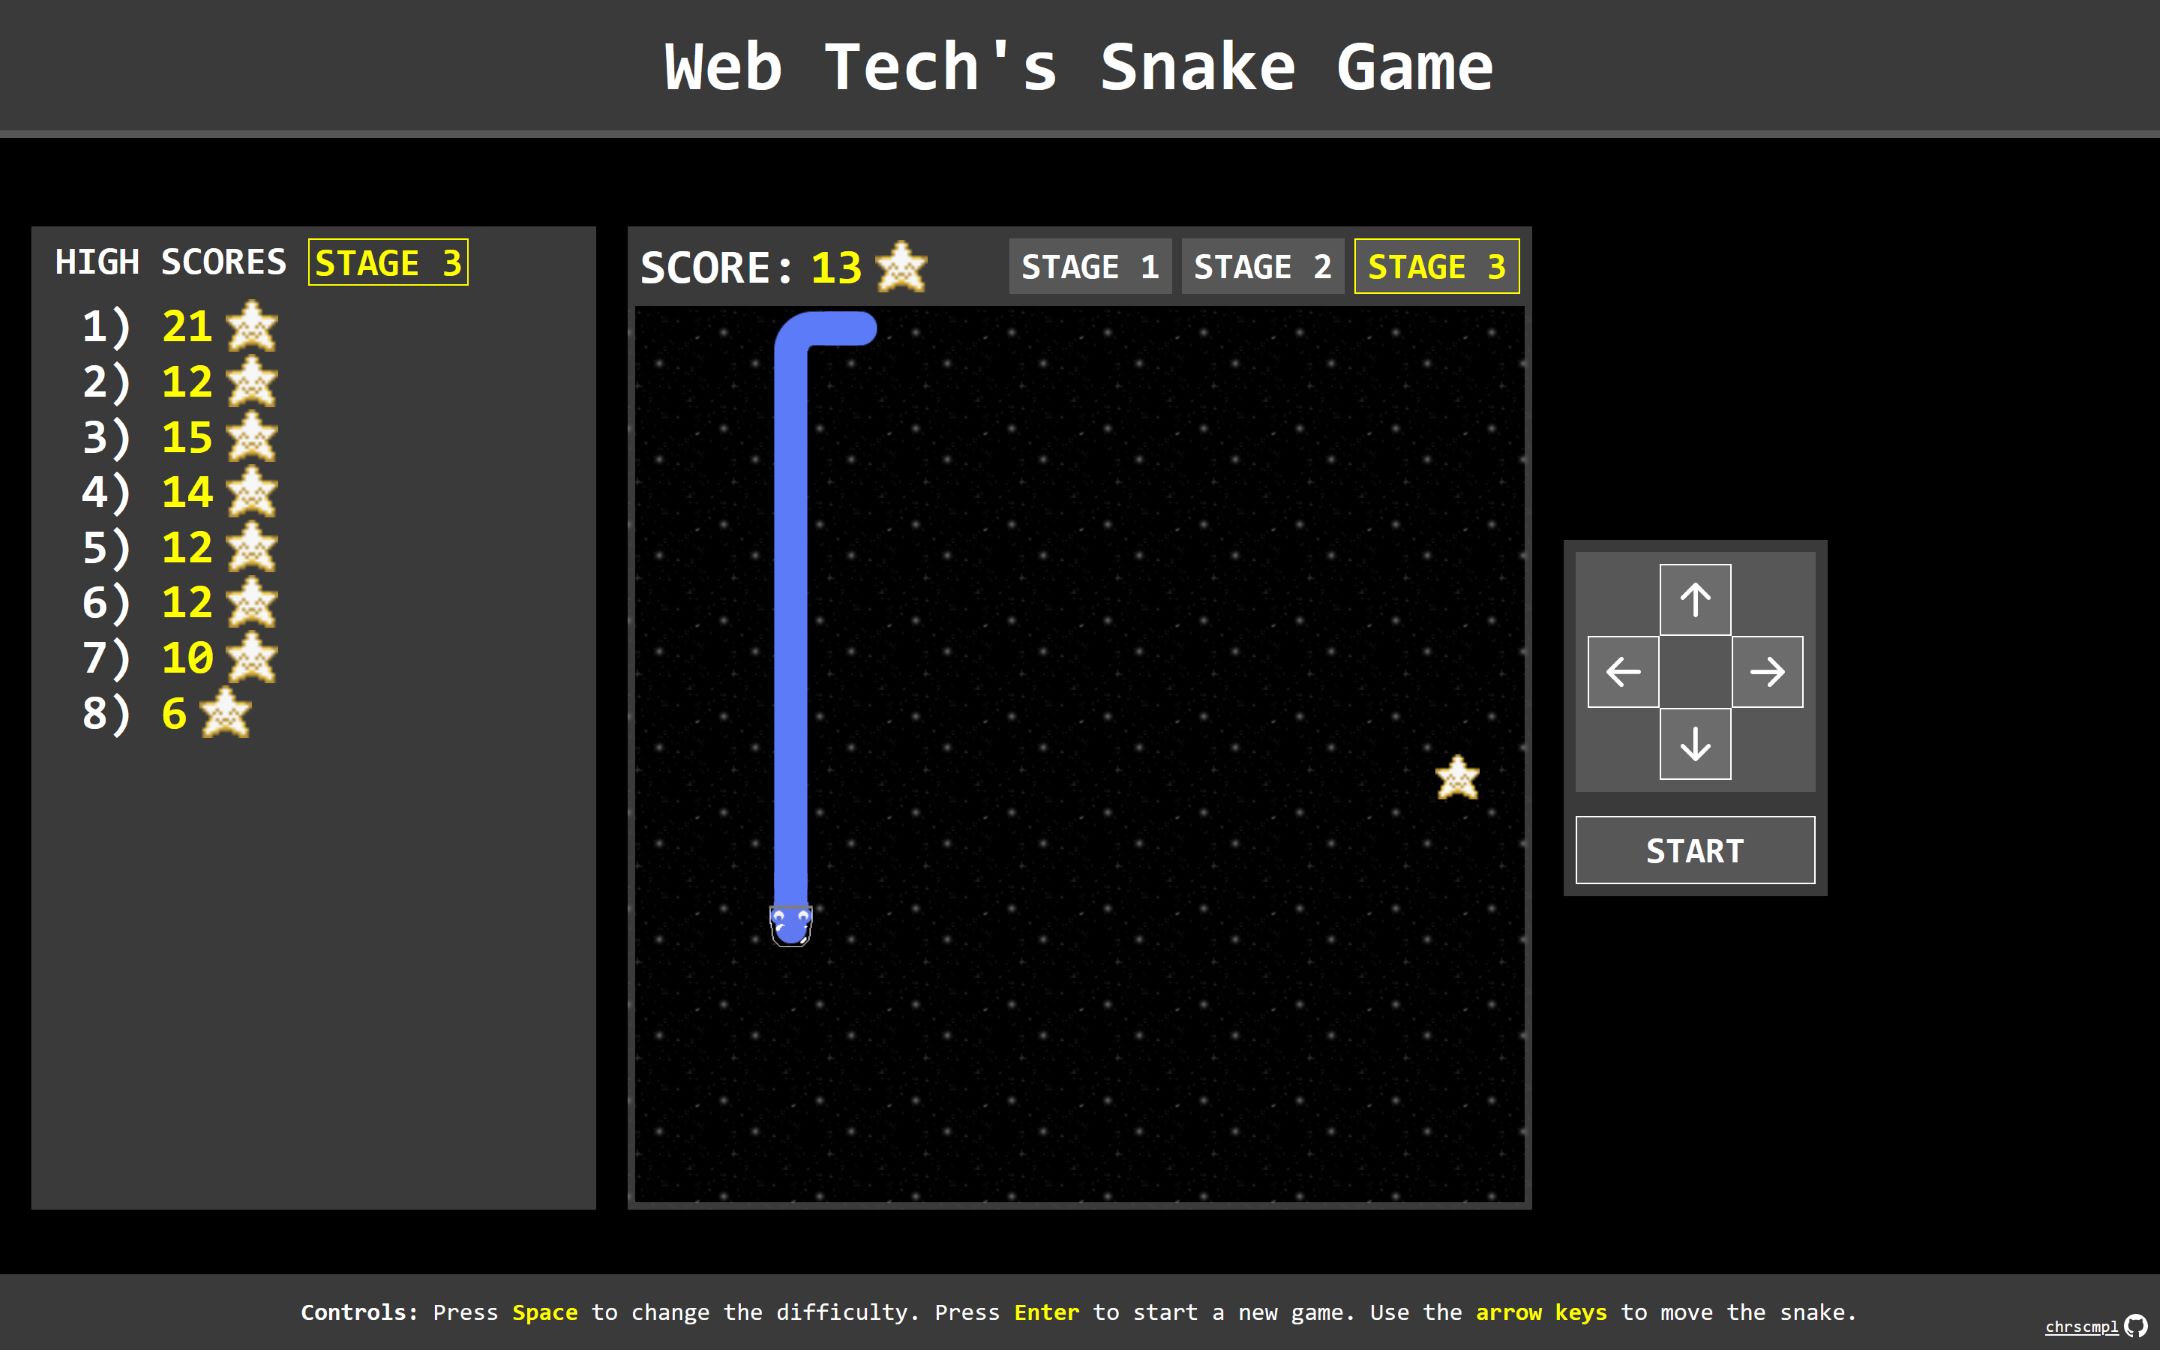 Web Tech's Snake Game
HIGH SCORES STAGE 3
1) 21
2) 12
3) 15
4) 14
5) 12
6) 12
7) 10
8) 6
SCORE: 13 STAGE 1 STAGE 2 STAGE 3
START
Controls: Press Space to change the difficulty. Press Enter to start a new game. Use the arrow keys to move the snake.
chrscmpl